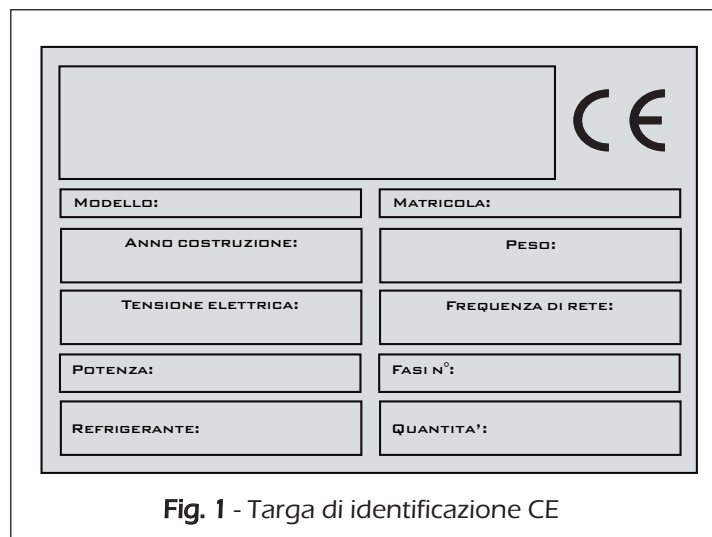 CE
MODELLO: MATRICOLA:
ANNO COSTRUZIONE: PESO:
TENSIONE ELETTRICA: FREQUENZA DI RETE:
POTENZA: FASI N°:
REFRIGERANTE: QUANTITA':
Fig. 1 - Targa di identificazione CE